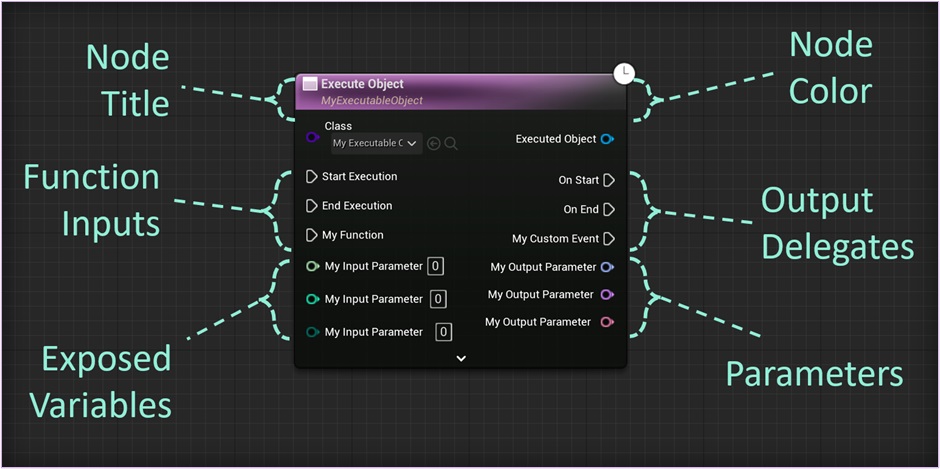 Node
Title
Function
Inputs
Exposed
Variables
Execute Object
MyExecutableObject
Class
My Executable C
Executed Object
Start Execution
On Start
End Execution
On End
My Function
My Custom Event
My Input Parameter 0
My Output Parameter
My Input Parameter 0
My Output Parameter
My Input Parameter 0
My Output Parameter
Node
Color
Output
Delegates
Parameters